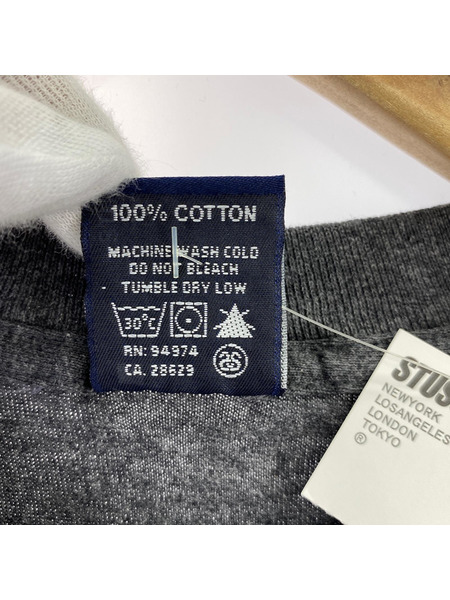 100% COTTON
MACHINE WASH COLD
DO NOT BLEACH
TUMBLE DRY LOW
30°C
RN: 94974
CA. 28629
NEWYORK
LOSANGELES
LONDON
TOKYO
®